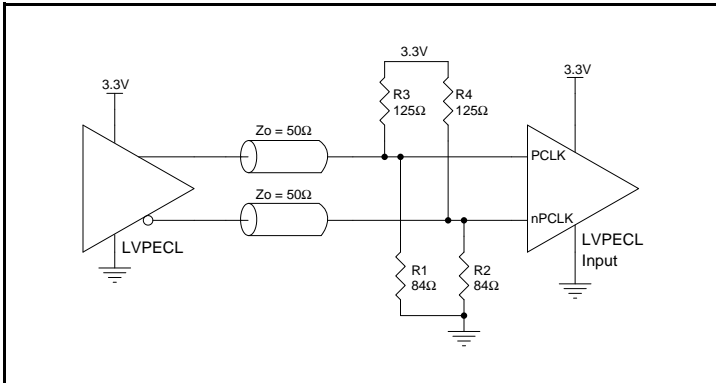 3.3V
3.3V
3.3V
R3
125Ω
R4
125Ω
Zo = 50Ω
PCLK
Zo = 50Ω
nPCLK
LVPECL
LVPECL
Input
R1
84Ω
R2
84Ω